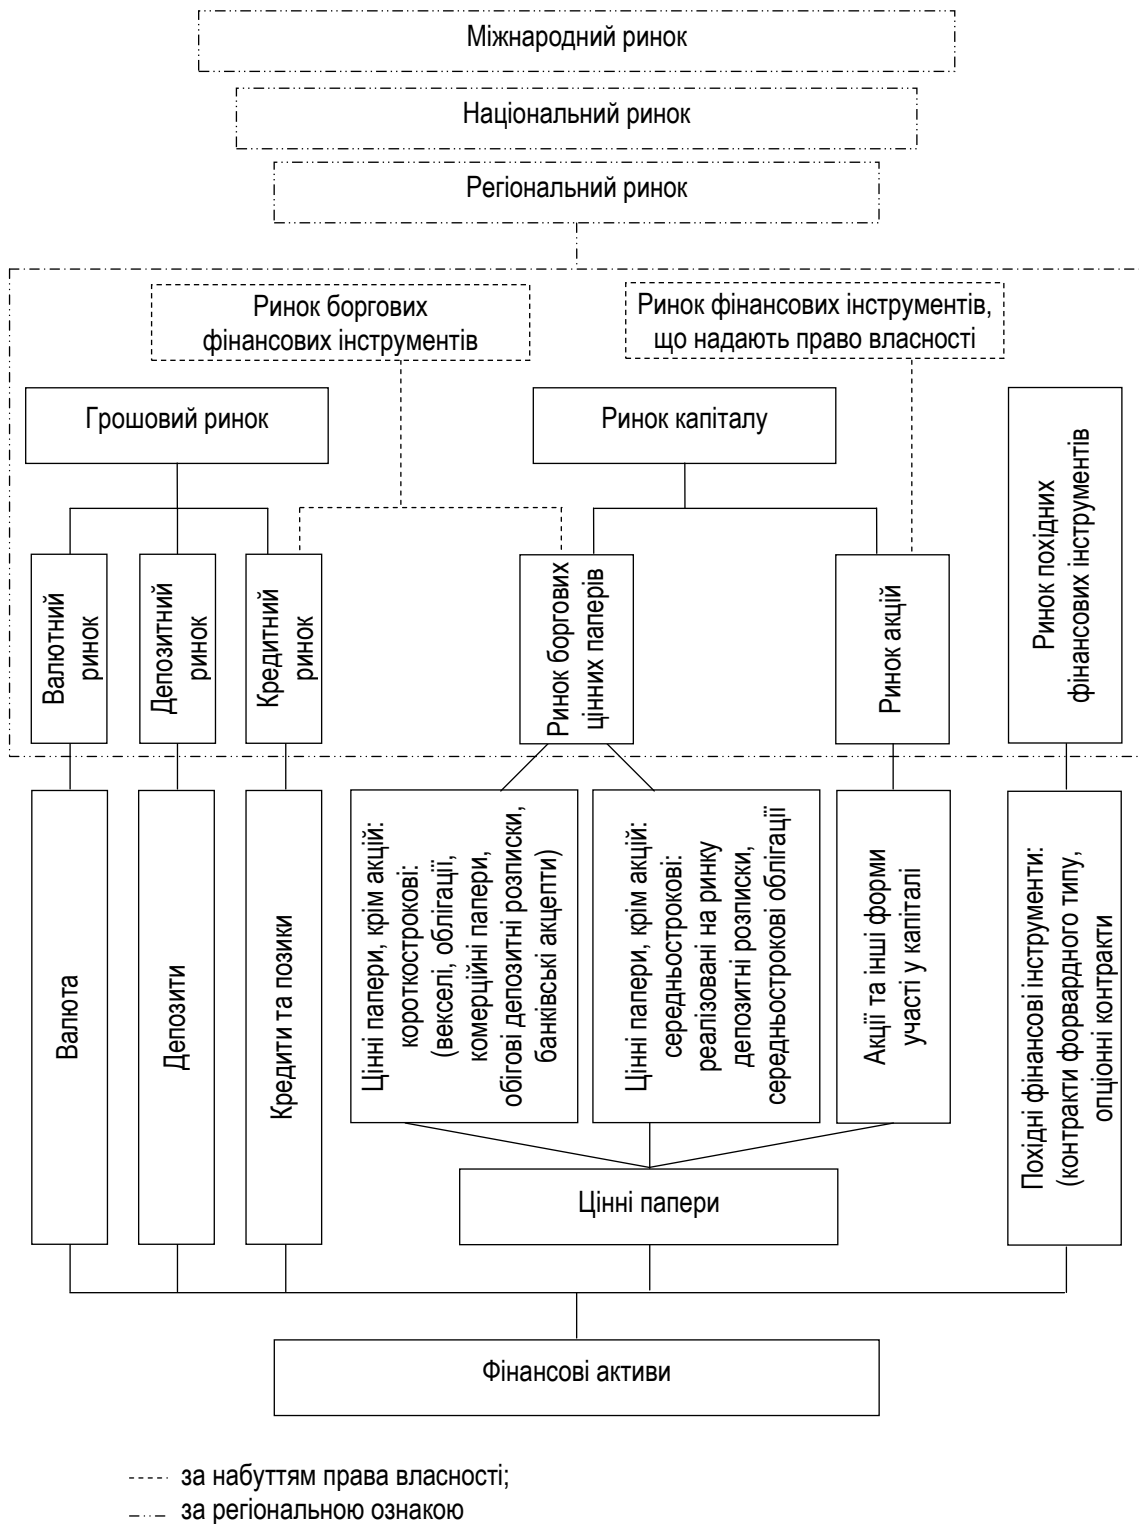 Міжнародний ринок
Національний ринок
Регіональний ринок
Ринок боргових
фінансових інструментів
Ринок фінансових інструментів,
що надають право власності
Грошовий ринок
Ринок капіталу
Ринок похідних
фінансових інструментів
Валютний
ринок
Депозитний
ринок
Кредитний
ринок
Ринок боргових
цінних паперів
Ринок акцій
Валюта
Депозити
Кредити та позики
Цінні папери, крім акцій:
короткострокові:
(векселі, облігації,
комерційні папери,
обігові депозитні розписки,
банківські акцепти)
Цінні папери, крім акцій:
середньострокові:
реалізовані на ринку
депозитні розписки,
середньострокові облігації
Акції та інші форми
участі у капіталі
Похідні фінансові інструменти:
(контракти форвардного типу,
опціонні контракти
Цінні папери
Фінансові активи
за набуттям права власності;
за регіональною ознакою